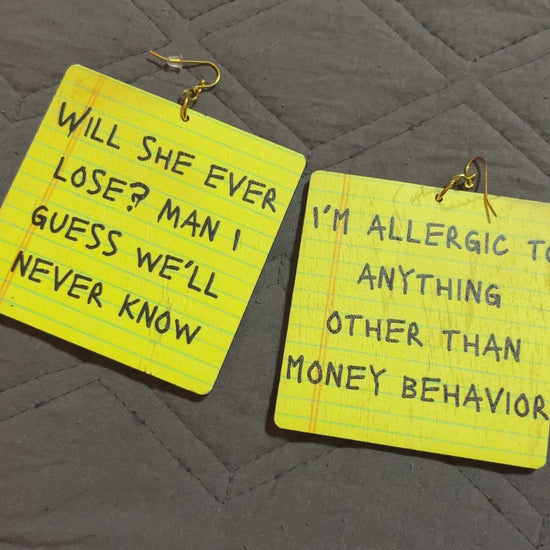 WILL SHE EVER
LOSE? MAN I
GUESS WE'LL
NEVER KNOW
I'M ALLERGIC TO
ANYTHING
OTHER THAN
MONEY BEHAVIOR